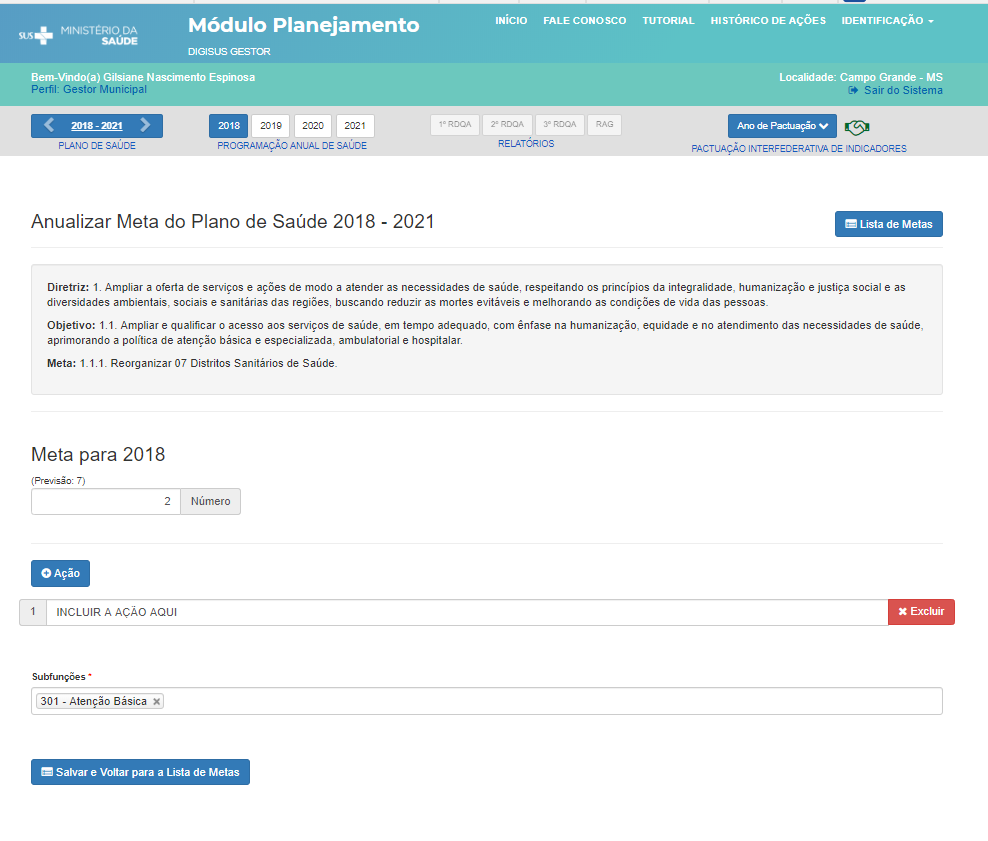 SUS
MINISTÉRIO DA
SAÚDE
Módulo Planejamento
DIGISUS GESTOR
INÍCIO FALE CONOSCO TUTORIAL HISTÓRICO DE AÇÕES IDENTIFICAÇÃO
Bem-Vindo(a) Gilsiane Nascimento Espinosa
Perfil: Gestor Municipal
Localidade: Campo Grande - MS
Sair do Sistema
2018 - 2021
PLANO DE SAÚDE
2018 2019 2020 2021
PROGRAMAÇÃO ANUAL DE SAÚDE
1º RDQA 2º RDQA 3º RDQA RAG
RELATÓRIOS
Ano de Pactuação
PACTUAÇÃO INTERFEDERATIVA DE INDICADORES
Anualizar Meta do Plano de Saúde 2018 - 2021
Lista de Metas
Diretriz: 1. Ampliar a oferta de serviços e ações de modo a atender as necessidades de saúde, respeitando os princípios da integralidade, humanização e justiça social e as
diversidades ambientais, sociais e sanitárias das regiões, buscando reduzir as mortes evitáveis e melhorando as condições de vida das pessoas.
Objetivo: 1.1. Ampliar e qualificar o acesso aos serviços de saúde, em tempo adequado, com ênfase na humanização, equidade e no atendimento das necessidades de saúde,
aprimorando a política de atenção básica e especializada, ambulatorial e hospitalar.
Meta: 1.1.1. Reorganizar 07 Distritos Sanitários de Saúde.
Meta para 2018
(Previsão: 7)
2 Número
Ação
1 INCLUIR A AÇÃO AQUI Excluir
Subfunções *
301 - Atenção Básica ×
Salvar e Voltar para a Lista de Metas